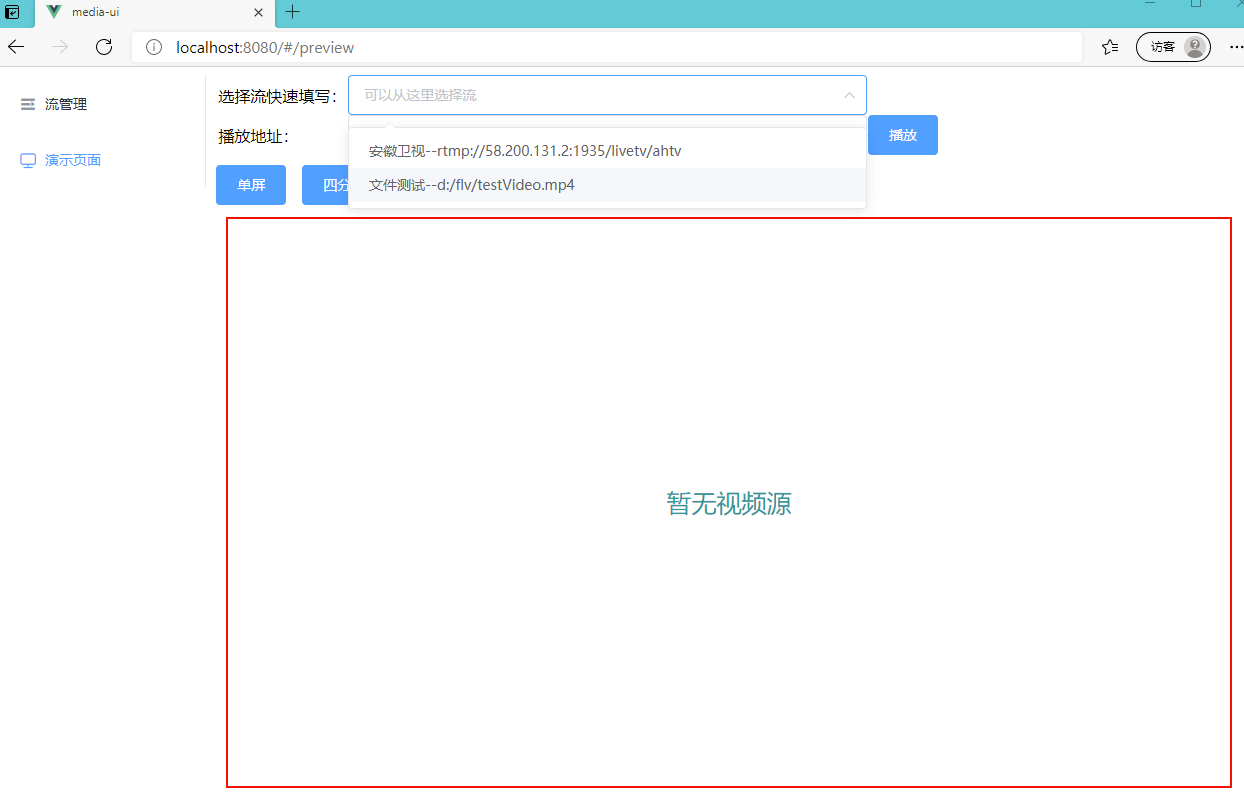 media-ui
localhost:8080/#/preview
访客
流管理
演示页面
选择流快速填写：
可以从这里选择流
播放地址：
播放
安徽卫视--rtmp://58.200.131.2:1935/livetv/ahtv
文件测试--d:/flv/testVideo.mp4
单屏
四分
暂无视频源